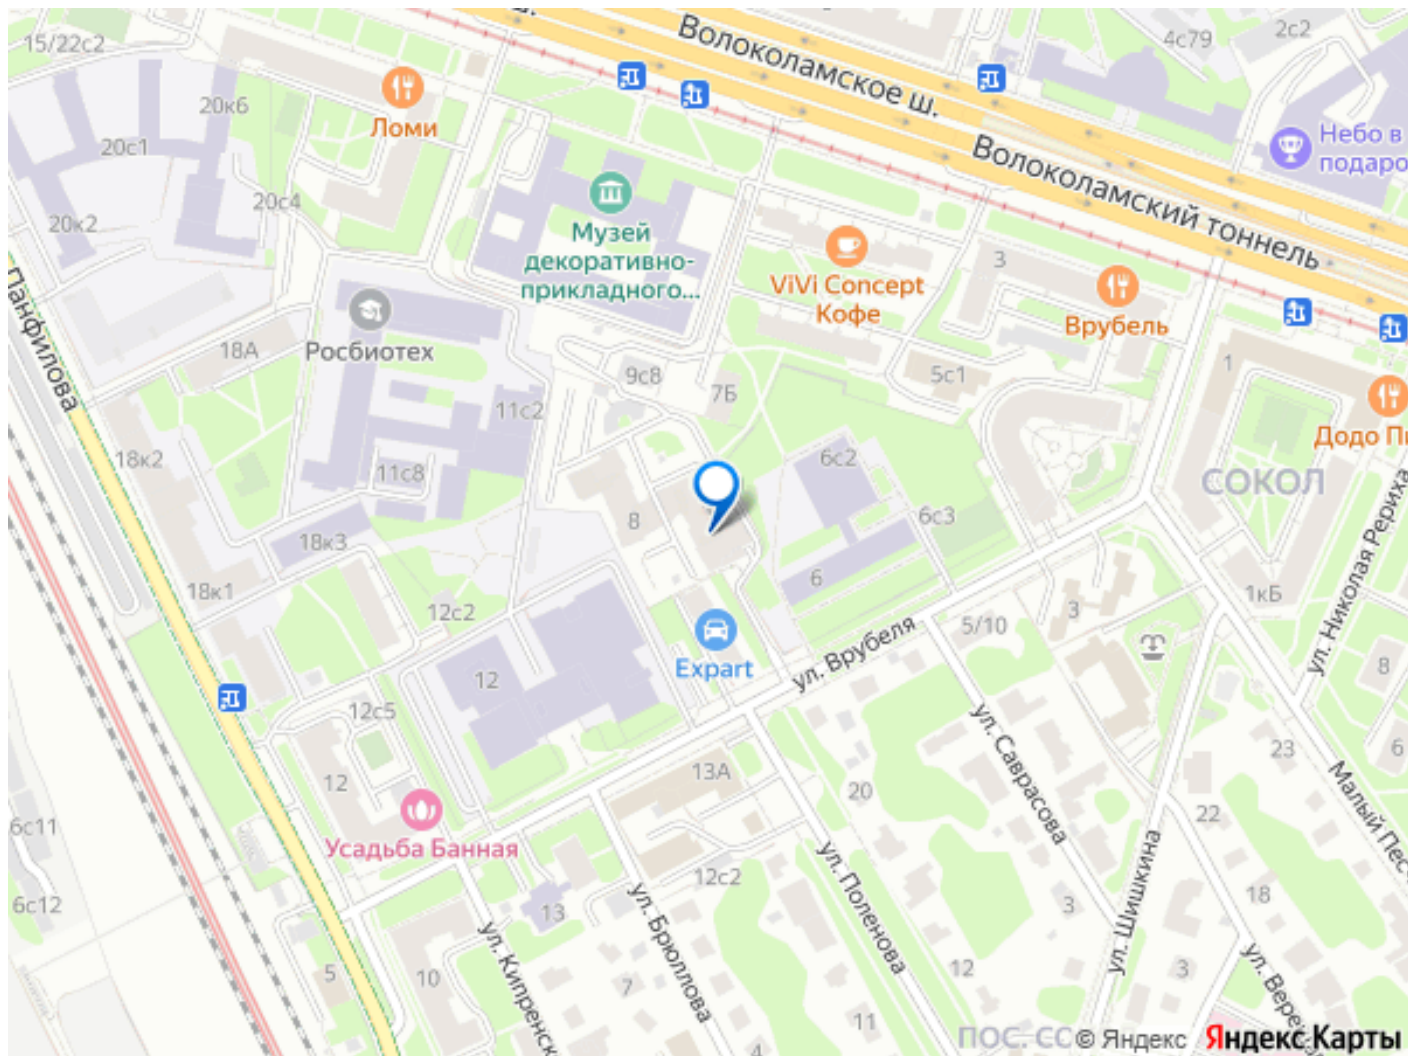 15/22с2
Волоколамское ш.
4с79
2с2
20к6
Ломи
20с1
Небо в
подаро
Волоколамский тоннель
20с4
20к2
Музей
декоративно-
прикладного...
3
ViVi Concept
Кофе
Врубель
Панфилова
Росбиотех
18А
9с8
7Б
5с1
1
11с2
Додо Пи
18к2
11с8
6с2
СОКОЛ
8
6с3
18к3
ул. Николая Рериха
18к1
6
1кБ
12с2
3
5/10
ул. Врубеля
Expart
8
12
12с5
ул. Саврасова
13А
23
6
12
20
Малый Песч
22
6с11
Усадьба Банная
ул. Поленова
ул. Шишкина
12с2
18
3
6с12
13
ул. Брюллова
ул. Кипренск
ул. Вере
5
10
7
12
3
11
4
ПОС. СО
© Яндекс
Яндекс Карты